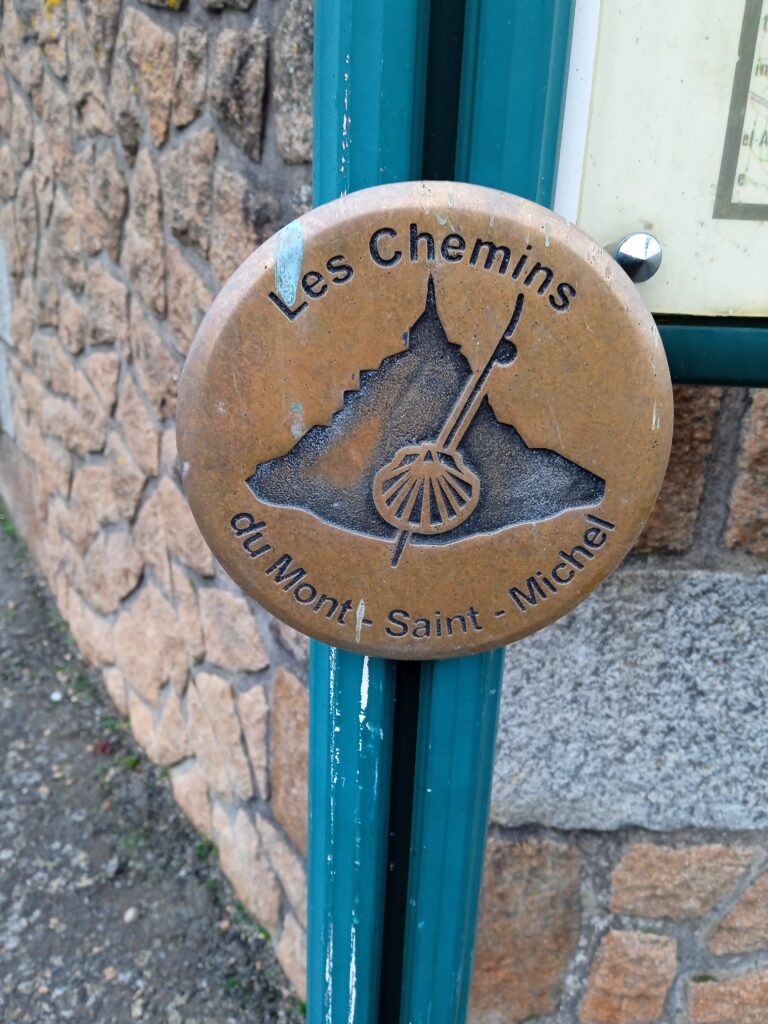 Les Chemins
du Mont - Saint - Michel